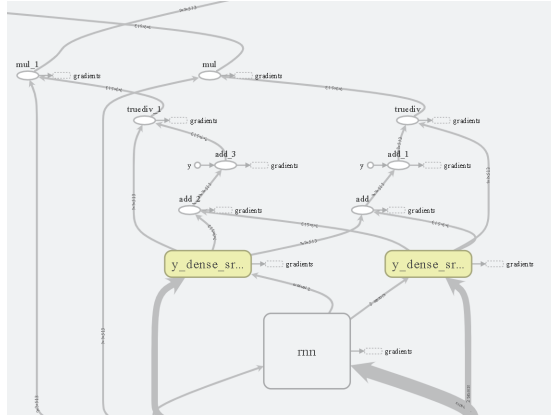 mul_1
gradients
mul
gradients
truediv_1
gradients
truediv
gradients
add_3
y
gradients
add_1
y
gradients
add_2
gradients
add
gradients
y_dense_sr...
gradients
y_dense_sr...
gradients
rnn
gradients